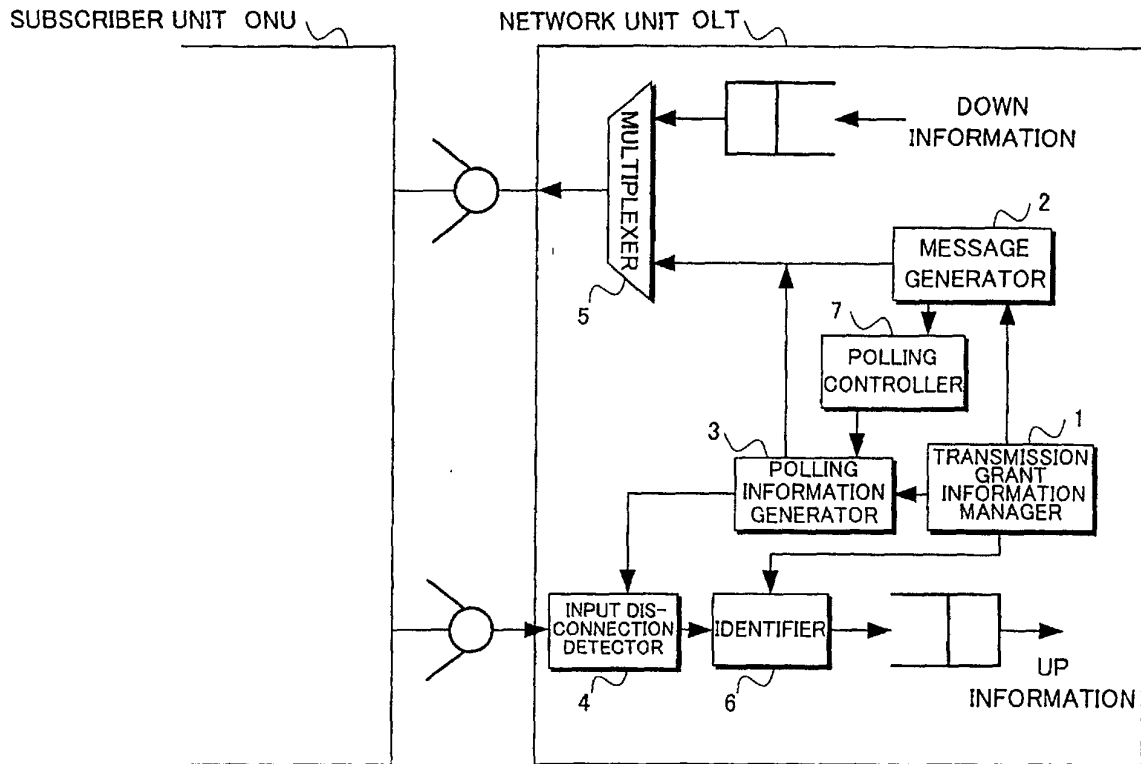 SUBSCRIBER UNIT ONU
NETWORK UNIT OLT
MULTIPLEXER
5
DOWN
INFORMATION
2
MESSAGE
GENERATOR
7
POLLING
CONTROLLER
3
POLLING
INFORMATION
GENERATOR
1
TRANSMISSION
GRANT
INFORMATION
MANAGER
INPUT DIS-
CONNECTION
DETECTOR
4
IDENTIFIER
6
UP
INFORMATION